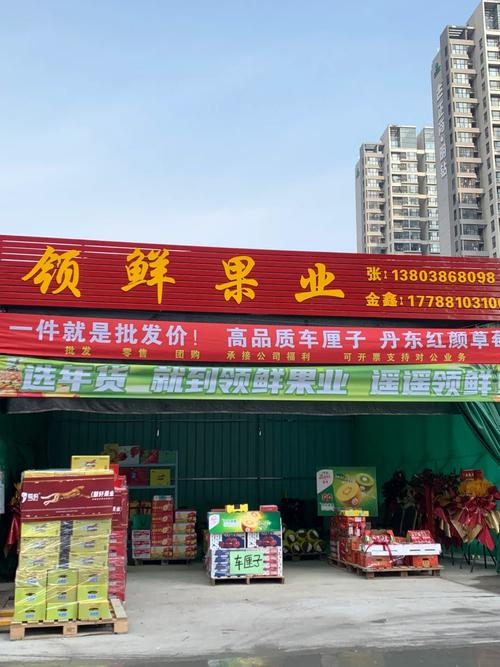 领鲜果业
张:13803868098
金鑫:1778810310
一件就是批发价! 高品质车厘子 丹东红颜草莓
批发 零售 团购 承接公司福利 可开票支持对公业务
选年货 就到领鲜果业 遥遥领鲜
车厘子